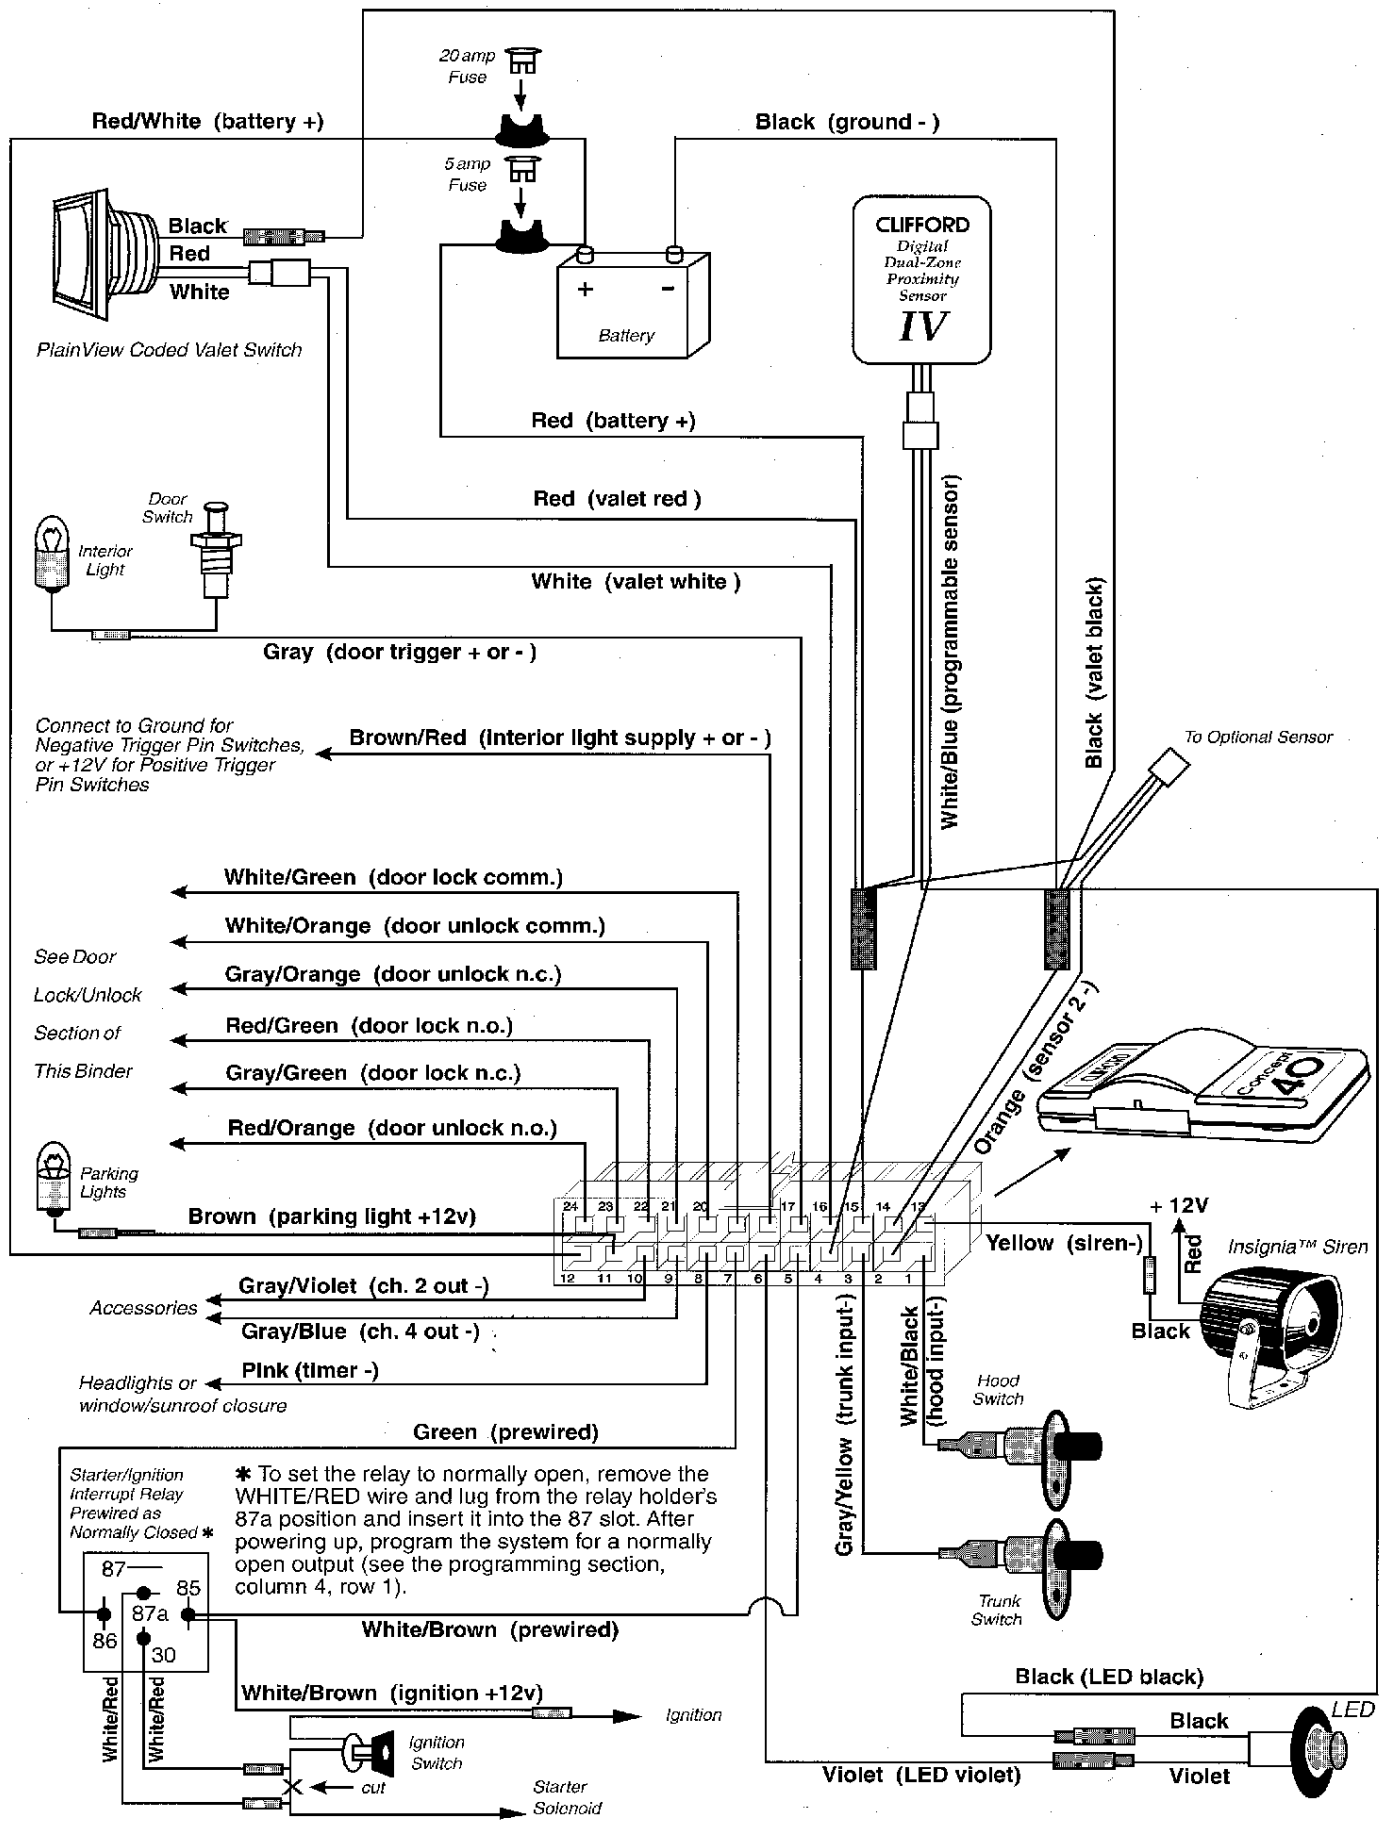 20 amp
Fuse
Red/White (battery +)
Black (ground - )
5 amp
Fuse
CLIFFORD
Digital
Dual-Zone
Proximity
Sensor
IV
Black
Red
White
+ −
Battery
PlainView Coded Valet Switch
Red (battery +)
Red (valet red )
White (valet white )
Door
Switch
Interior
Light
Gray (door trigger + or - )
White/Blue (programmable sensor)
Black (valet black)
Connect to Ground for
Negative Trigger Pin Switches,
or +12V for Positive Trigger
Pin Switches
Brown/Red (Interior light supply + or - )
To Optional Sensor
White/Green (door lock comm.)
White/Orange (door unlock comm.)
Gray/Orange (door unlock n.c.)
Red/Green (door lock n.o.)
Gray/Green (door lock n.c.)
Red/Orange (door unlock n.o.)
See Door
Lock/Unlock
Section of
This Binder
Orange (sensor 2 -)
CLIFFORD
Concept
40
Parking
Lights
Brown (parking light +12v)
24 23 22 21 20 17 16 15 14 13
12 11 10 9 8 7 6 5 4 3 2 1
Yellow (siren-)
+ 12V
Red
Insignia™ Siren
Black
Gray/Violet (ch. 2 out -)
Accessories
Gray/Blue (ch. 4 out -)
Pink (timer -)
Headlights or
window/sunroof closure
Gray/Yellow (trunk input-)
White/Black
(hood input-)
Hood
Switch
Trunk
Switch
Green (prewired)
Starter/Ignition
Interrupt Relay
Prewired as
Normally Closed *
* To set the relay to normally open, remove the
WHITE/RED wire and lug from the relay holder's
87a position and insert it into the 87 slot. After
powering up, program the system for a normally
open output (see the programming section,
column 4, row 1).
87
85
87a
86
30
White/Brown (prewired)
White/Red
White/Red
White/Brown (ignition +12v)
Ignition
Ignition
Switch
cut
Starter
Solenoid
Black (LED black)
LED
Black
Violet (LED violet)
Violet